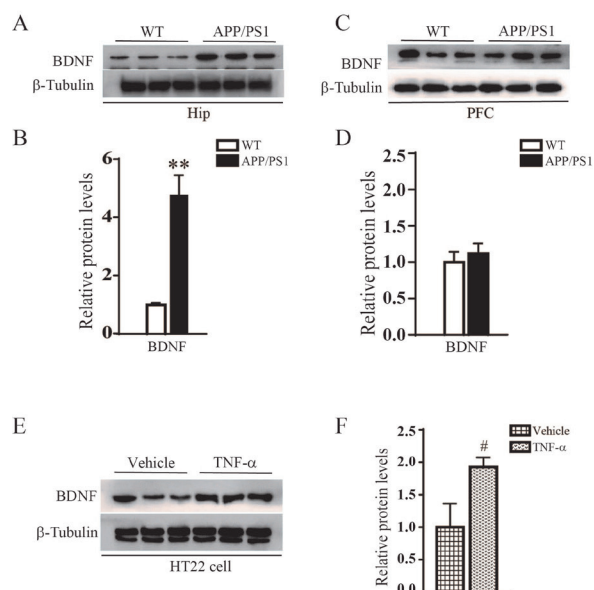 A
WT APP/PS1
BDNF
β-Tubulin
Hip
C
WT APP/PS1
BDNF
β-Tubulin
PFC
B
WT
APP/PS1
Relative protein levels
6
4
2
0
**
BDNF
D
WT
APP/PS1
Relative protein levels
2.5
2.0
1.5
1.0
0.5
0.0
BDNF
E
Vehicle TNF-α
BDNF
β-Tubulin
HT22 cell
F
Vehicle
TNF-α
Relative protein levels
2.5
2.0
1.5
1.0
0.5
0.0
#